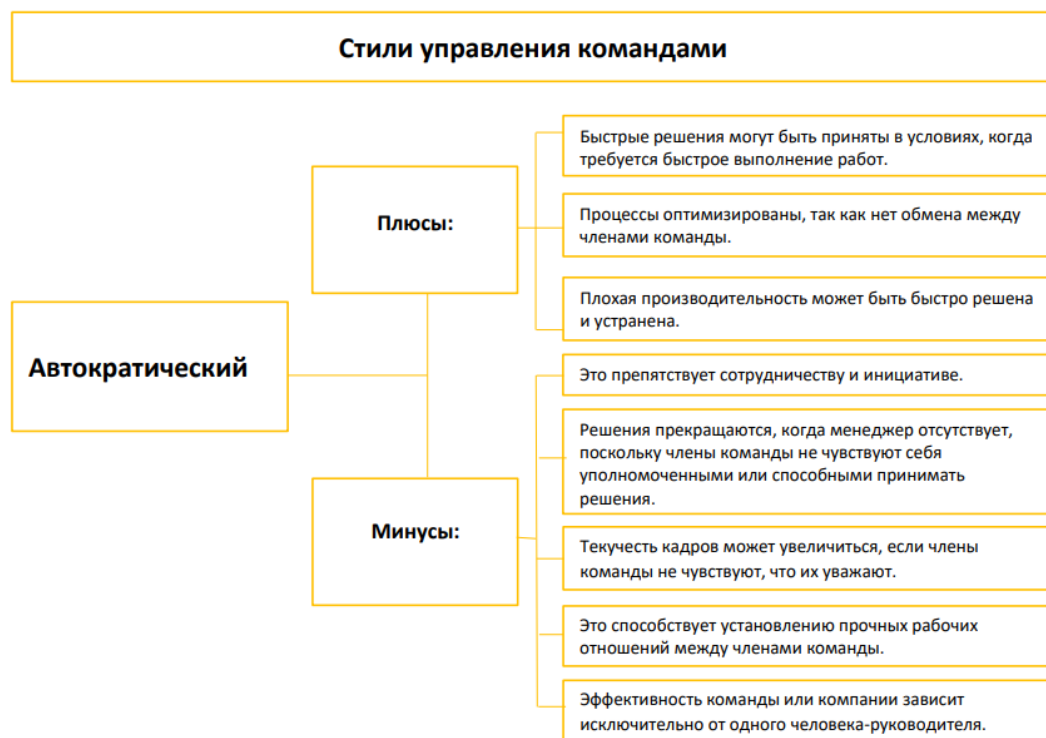 Стили управления командами
Быстрые решения могут быть приняты в условиях, когда
требуется быстрое выполнение работ.
Плюсы:
Процессы оптимизированы, так как нет обмена между
членами команды.
Плохая производительность может быть быстро решена
и устранена.
Автократический
Это препятствует сотрудничеству и инициативе.
Решения прекращаются, когда менеджер отсутствует,
поскольку члены команды не чувствуют себя
уполномоченными или способными принимать
решения.
Минусы:
Текучесть кадров может увеличиться, если члены
команды не чувствуют, что их уважают.
Это способствует установлению прочных рабочих
отношений между членами команды.
Эффективность команды или компании зависит
исключительно от одного человека-руководителя.